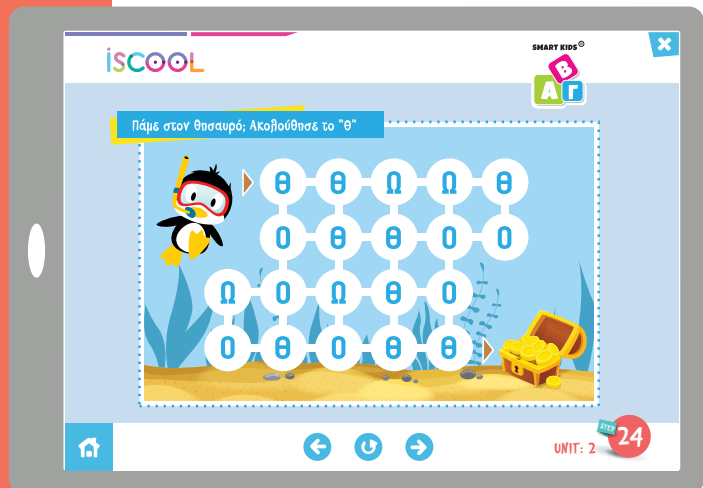 iSCOOL
SMART KIDS®
Β
Α Γ
Πάμε στον θησαυρό; Ακολούθησε το "Θ"
Θ Θ Ω Ω Θ
Ο Θ Θ Ο Ο
Ω Ο Ω Θ Ο
Ο Θ Ο Θ Θ
STEP 24
UNIT: 2